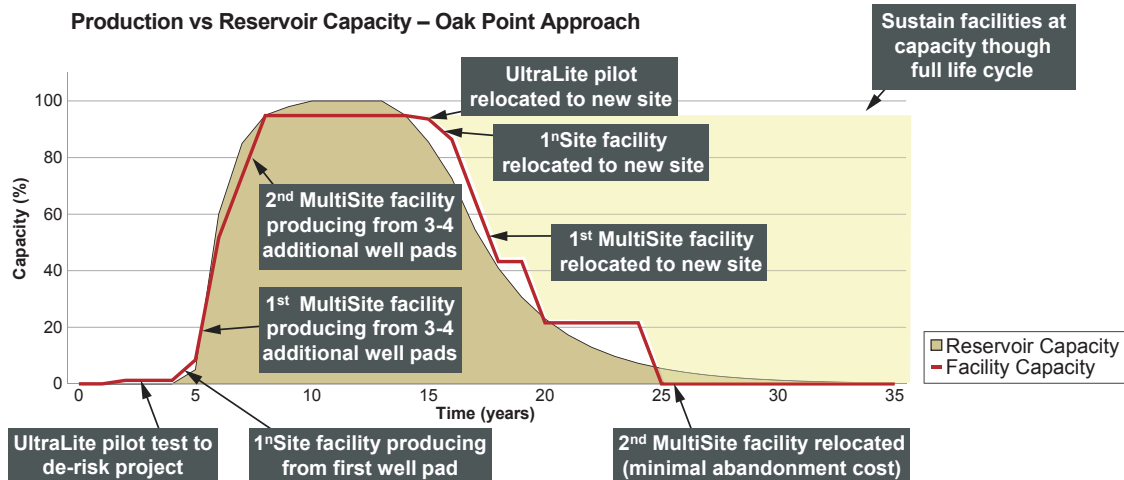 Production vs Reservoir Capacity – Oak Point Approach
Sustain facilities at
capacity though
full life cycle
UltraLite pilot
relocated to new site
1ⁿSite facility
relocated to new site
2nd MultiSite facility
producing from 3-4
additional well pads
1st MultiSite facility
relocated to new site
1st MultiSite facility
producing from 3-4
additional well pads
Capacity (%)
100
80
60
40
20
0
0 5 10 15 20 25 30 35
Time (years)
Reservoir Capacity
Facility Capacity
UltraLite pilot test to
de-risk project
1ⁿSite facility producing
from first well pad
2nd MultiSite facility relocated
(minimal abandonment cost)